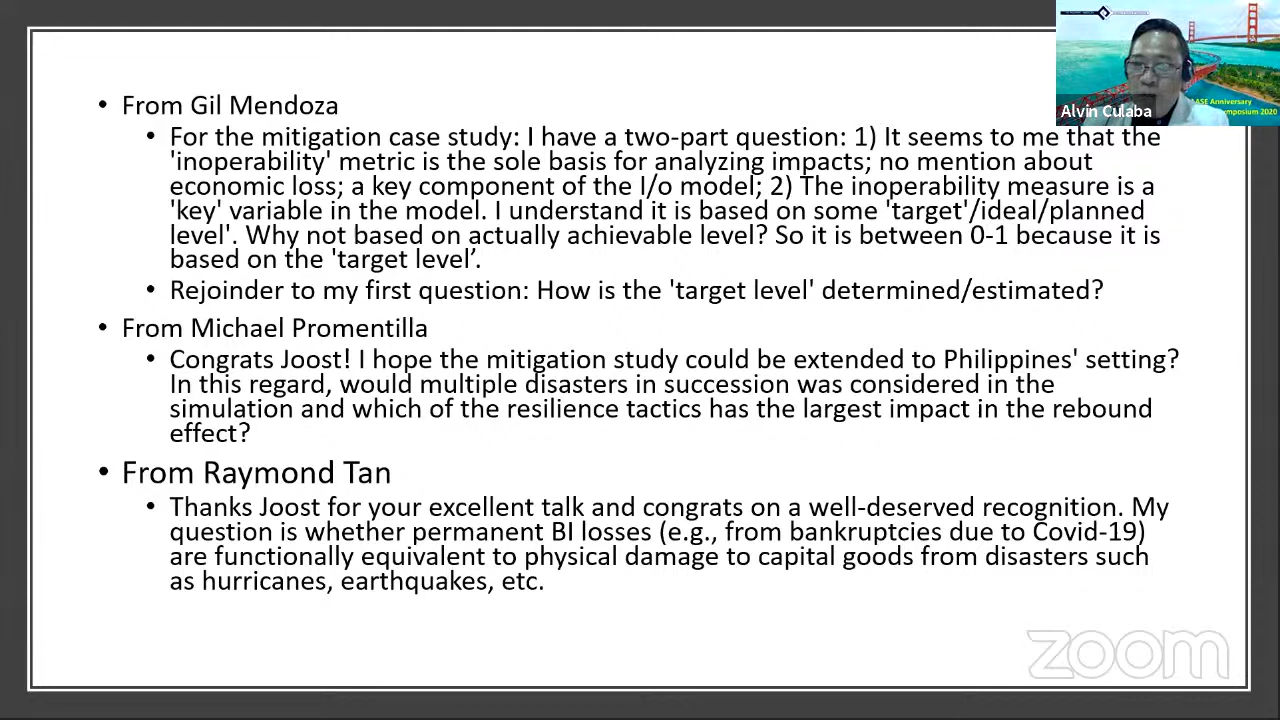 • From Gil Mendoza
• For the mitigation case study: I have a two-part question: 1) It seems to me that the
'inoperability' metric is the sole basis for analyzing impacts; no mention about
economic loss; a key component of the I/o model; 2) The inoperability measure is a
'key' variable in the model. I understand it is based on some 'target'/ideal/planned
level'. Why not based on actually achievable level? So it is between 0-1 because it is
based on the 'target level’.
• Rejoinder to my first question: How is the 'target level' determined/estimated?
• From Michael Promentilla
• Congrats Joost! I hope the mitigation study could be extended to Philippines' setting?
In this regard, would multiple disasters in succession was considered in the
simulation and which of the resilience tactics has the largest impact in the rebound
effect?
• From Raymond Tan
• Thanks Joost for your excellent talk and congrats on a well-deserved recognition. My
question is whether permanent BI losses (e.g., from bankruptcies due to Covid-19)
are functionally equivalent to physical damage to capital goods from disasters such
as hurricanes, earthquakes, etc.
Alvin Culaba
Anniversary
symposium 2020
zoom